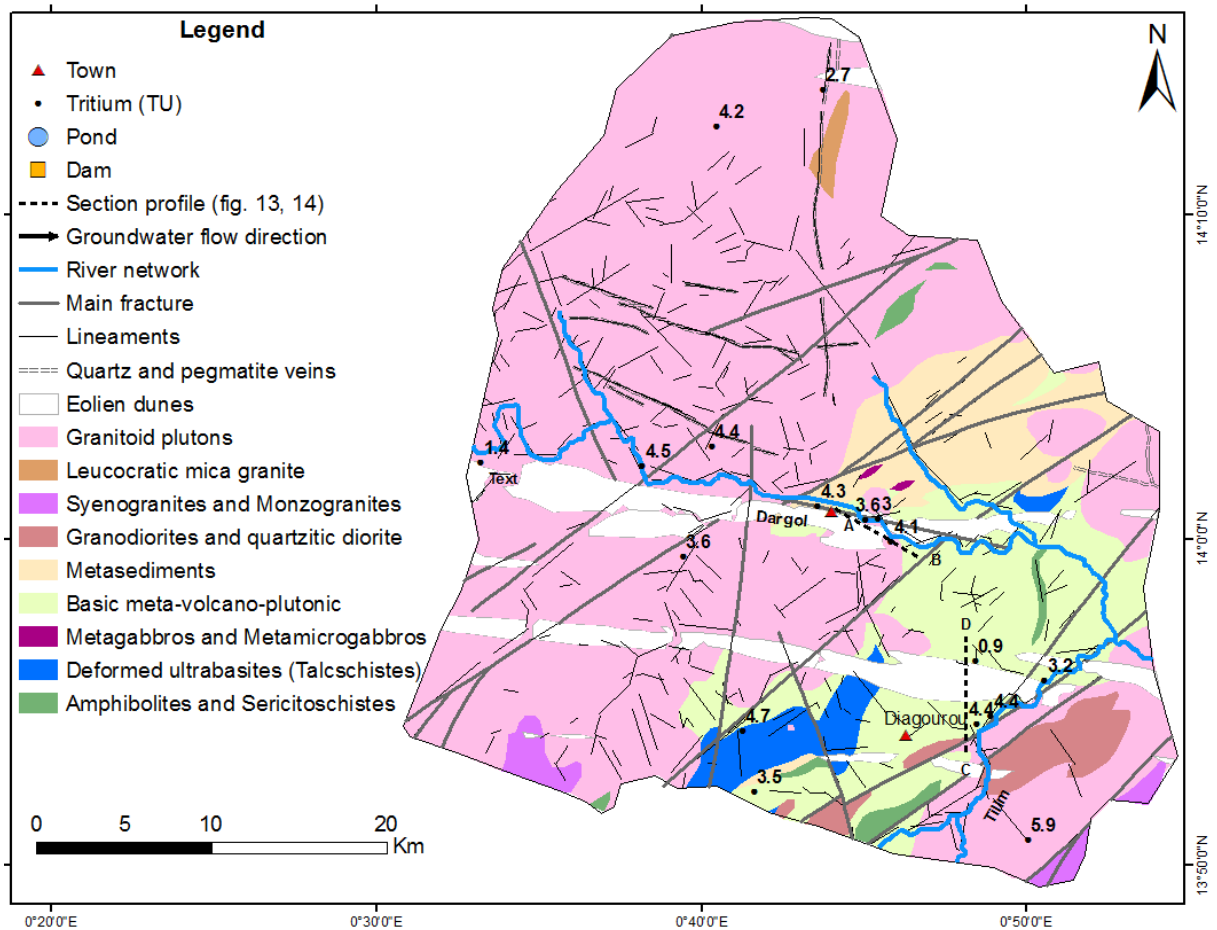 Legend
Town
Tritium (TU)
Pond
Dam
Section profile (fig. 13, 14)
Groundwater flow direction
River network
Main fracture
Lineaments
Quartz and pegmatite veins
Eolien dunes
Granitoid plutons
Leucocratic mica granite
Syenogranites and Monzogranites
Granodiorites and quartzitic diorite
Metasediments
Basic meta-volcano-plutonic
Metagabbros and Metamicrogabbros
Deformed ultrabasites (Talcschistes)
Amphibolites and Sericitoschistes
0 5 10 20
Km
N
2.7
4.2
4.4
1.4
4.5
Text
4.3
3.6 3
Dargol
A
4.1
3.6
B
D
0.9
3.2
4.4
4.4
Diagourou
4.7
C
3.5
Tilim
5.9
14°10'0"N
14°0'0"N
13°50'0"N
0°20'0"E 0°30'0"E 0°40'0"E 0°50'0"E